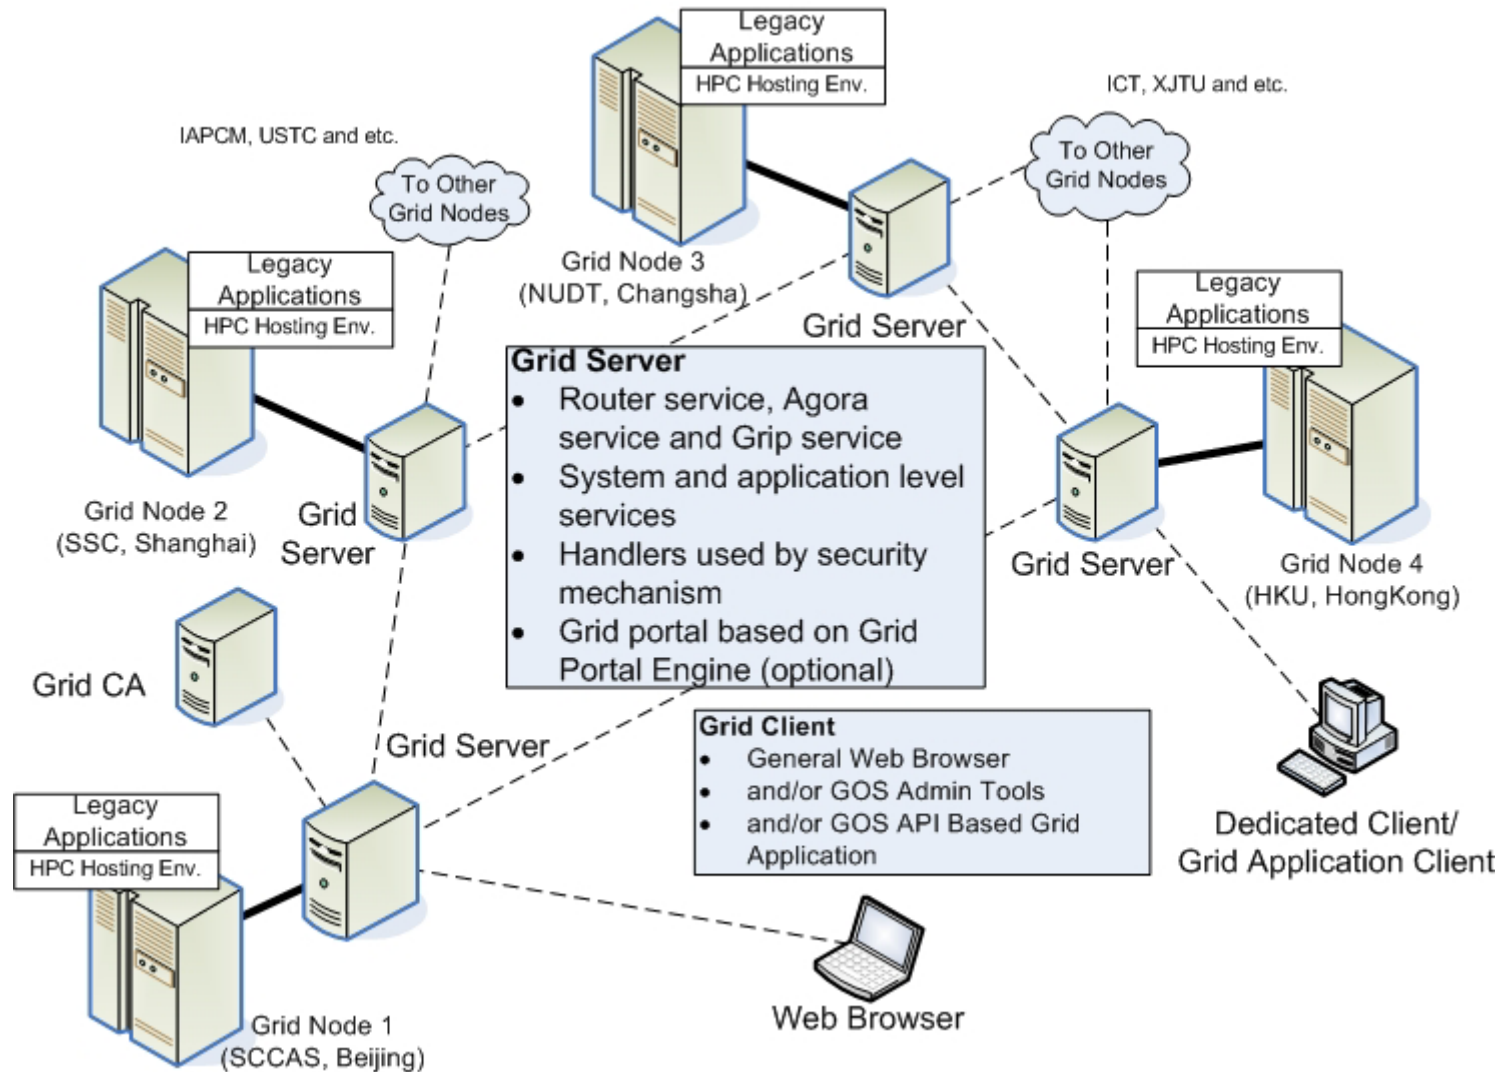 Legacy
Applications
HPC Hosting Env.
ICT, XJTU and etc.
IAPCM, USTC and etc.
To Other
Grid Nodes
To Other
Grid Nodes
Grid Node 3
(NUDT, Changsha)
Grid Server
Legacy
Applications
HPC Hosting Env.
Legacy
Applications
HPC Hosting Env.
Grid Node 2
(SSC, Shanghai)
Grid
Server
Grid Server
• Router service, Agora
service and Grip service
• System and application level
services
• Handlers used by security
mechanism
• Grid portal based on Grid
Portal Engine (optional)
Grid Server
Grid Node 4
(HKU, HongKong)
Grid CA
Grid Server
Grid Client
• General Web Browser
• and/or GOS Admin Tools
• and/or GOS API Based Grid
Application
Dedicated Client/
Grid Application Client
Legacy
Applications
HPC Hosting Env.
Grid Node 1
(SCCAS, Beijing)
Web Browser